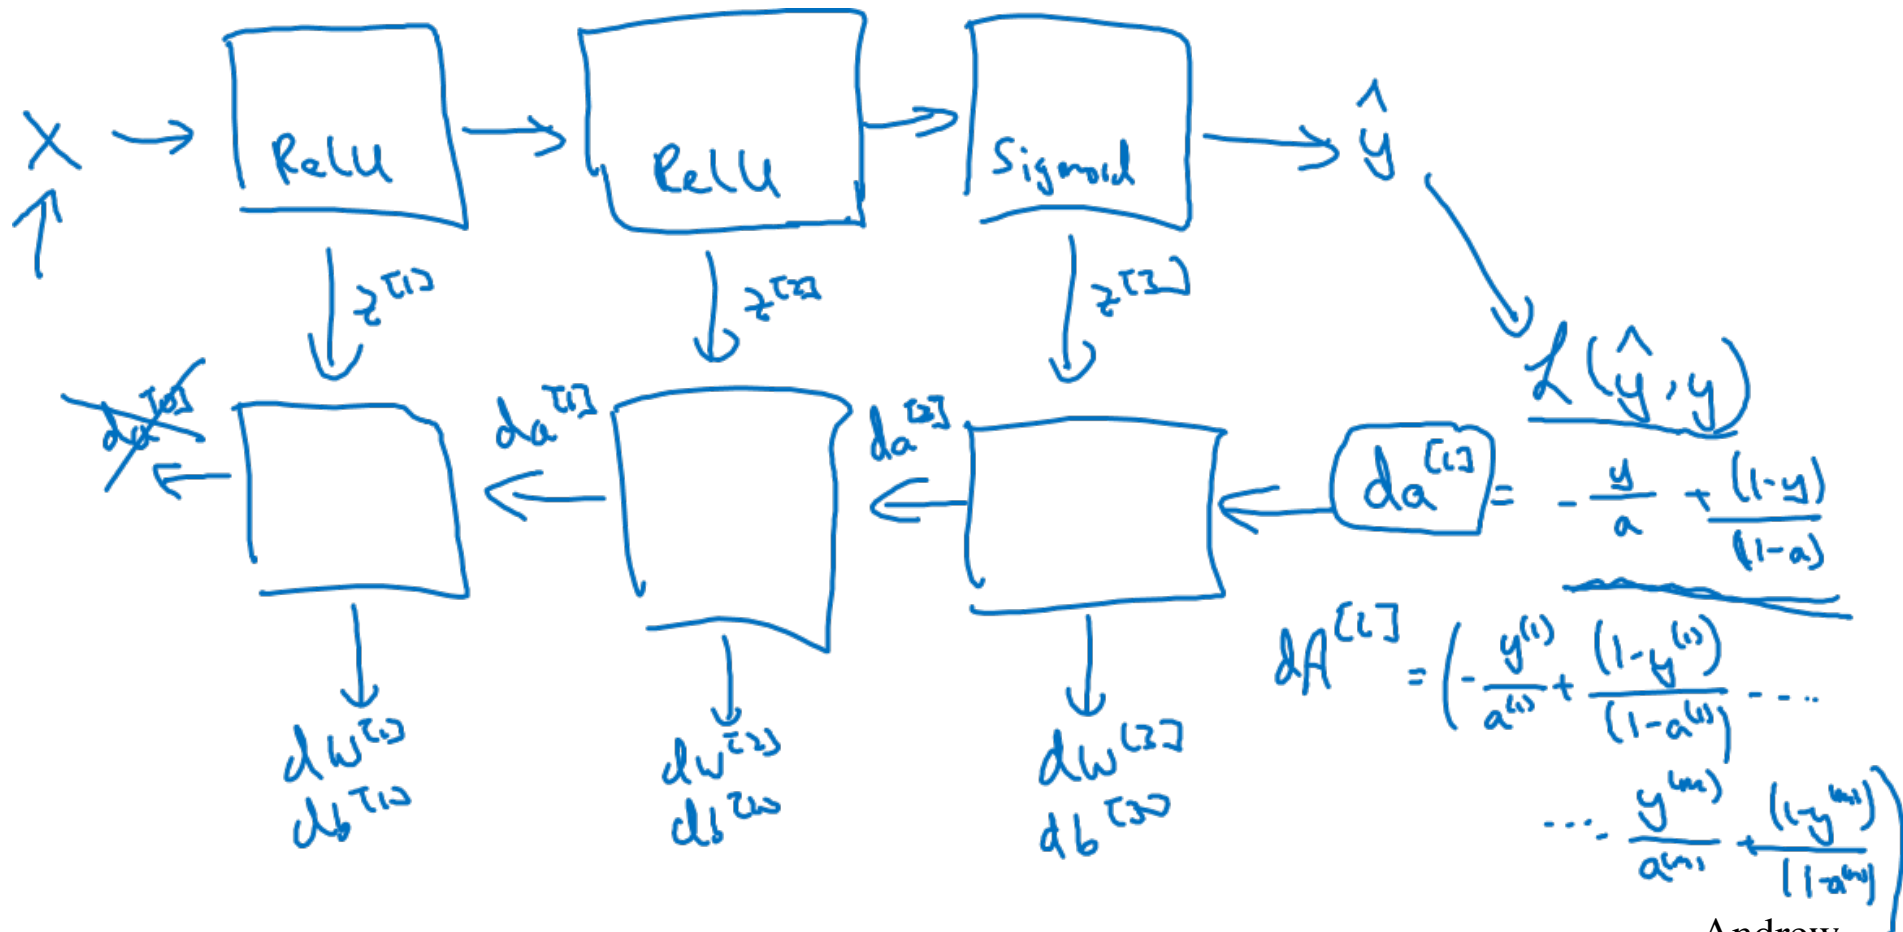 X → ReLU → ReLU → Sigmoid → ŷ
z^[1] z^[2] z^[3]
L(ŷ, y)
da^[0] da^[1] da^[2] da^[l] = - y/a + (1-y)/(1-a)
dA^[l] = (- y^(1)/a^(1) + (1-y^(1))/(1-a^(1)) ....
.... - y^(m)/a^(m) + (1-y^(m))/(1-a^(m)))
dw^[1] dw^[2] dw^[3]
db^[1] db^[2] db^[3]
Andrew